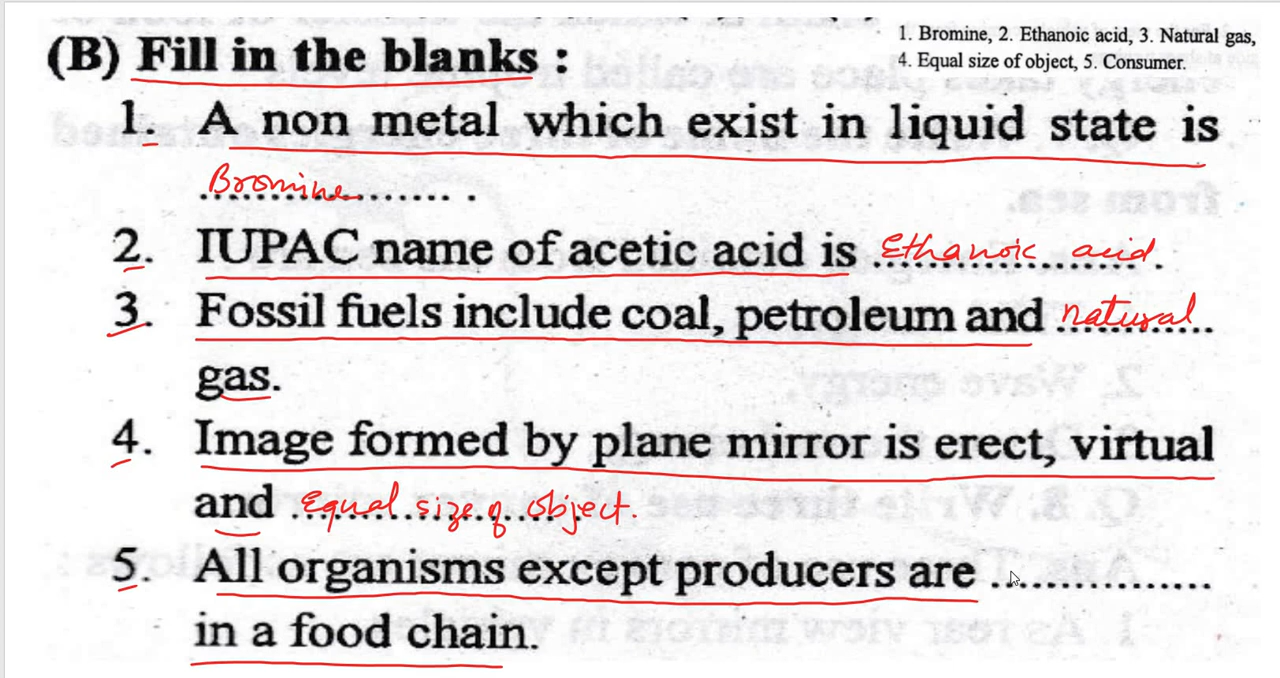 1. Bromine, 2. Ethanoic acid, 3. Natural gas,
4. Equal size of object, 5. Consumer.
(B) Fill in the blanks :
1. A non metal which exist in liquid state is
Bromine.................. .
2. IUPAC name of acetic acid is Ethanoic acid .
3. Fossil fuels include coal, petroleum and natural..
gas.
4. Image formed by plane mirror is erect, virtual
and Equal size of object.
5. All organisms except producers are ................
in a food chain.